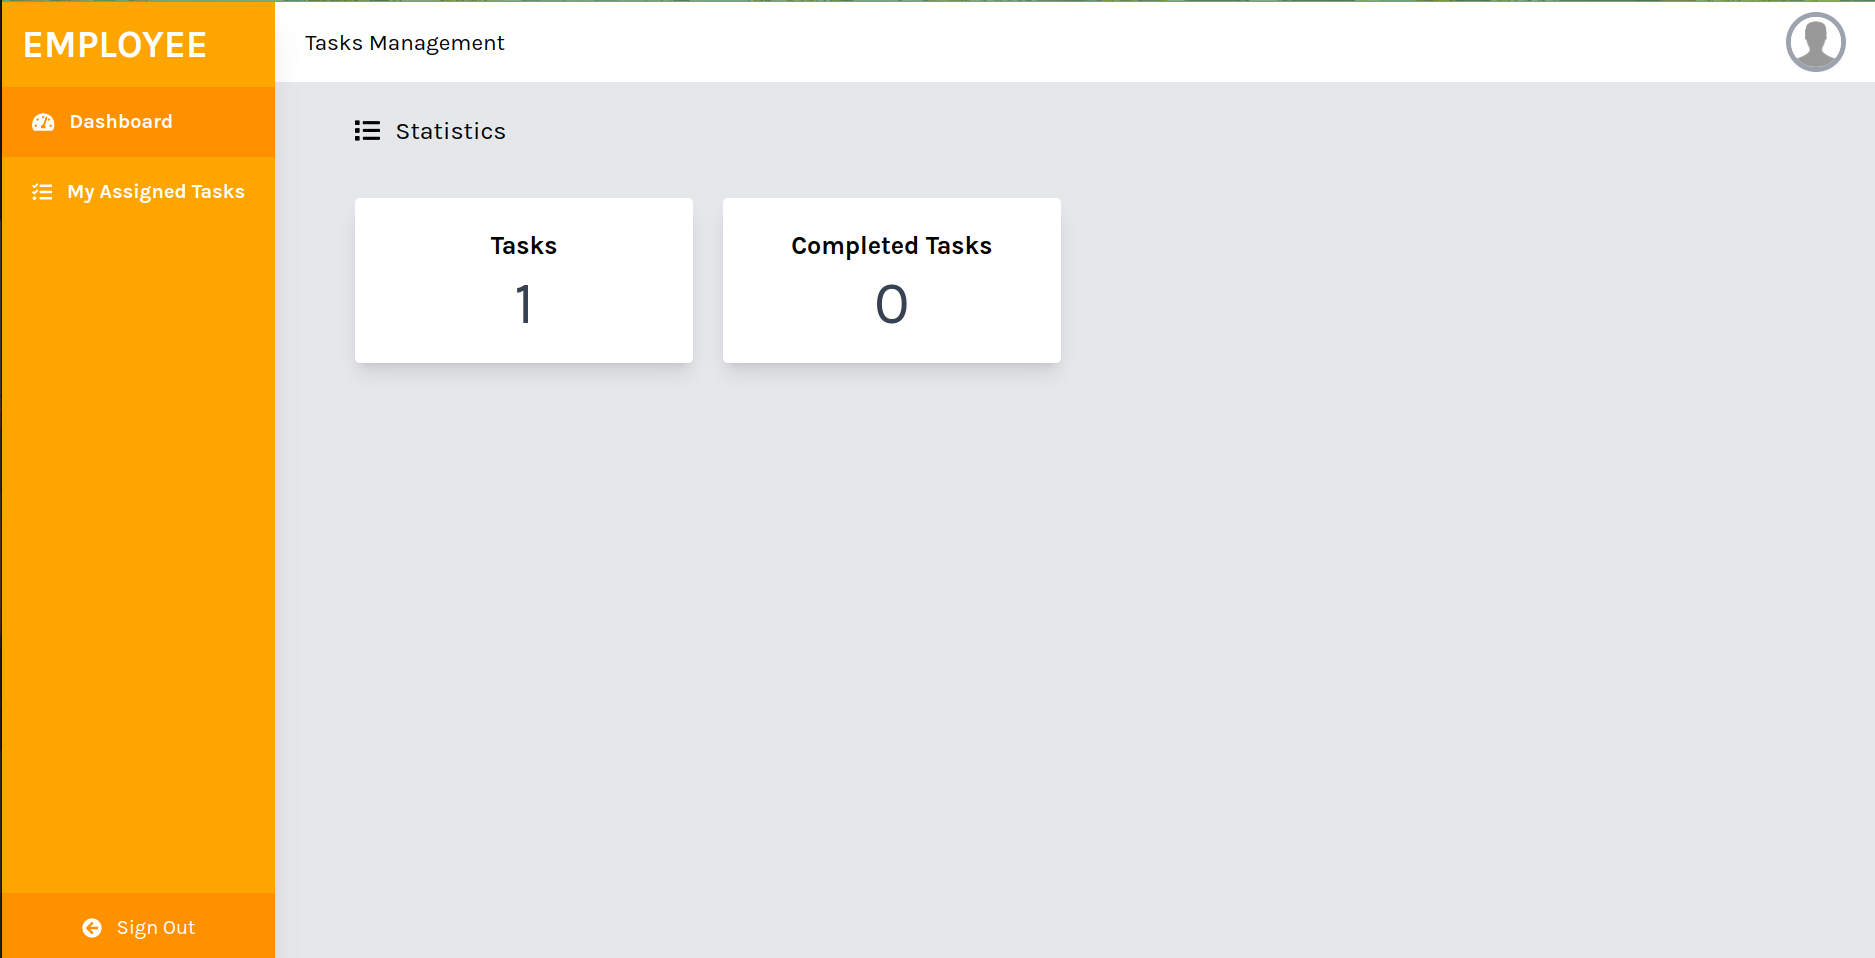 EMPLOYEE
Dashboard
My Assigned Tasks
Sign Out
Tasks Management
Statistics
Tasks
1
Completed Tasks
0